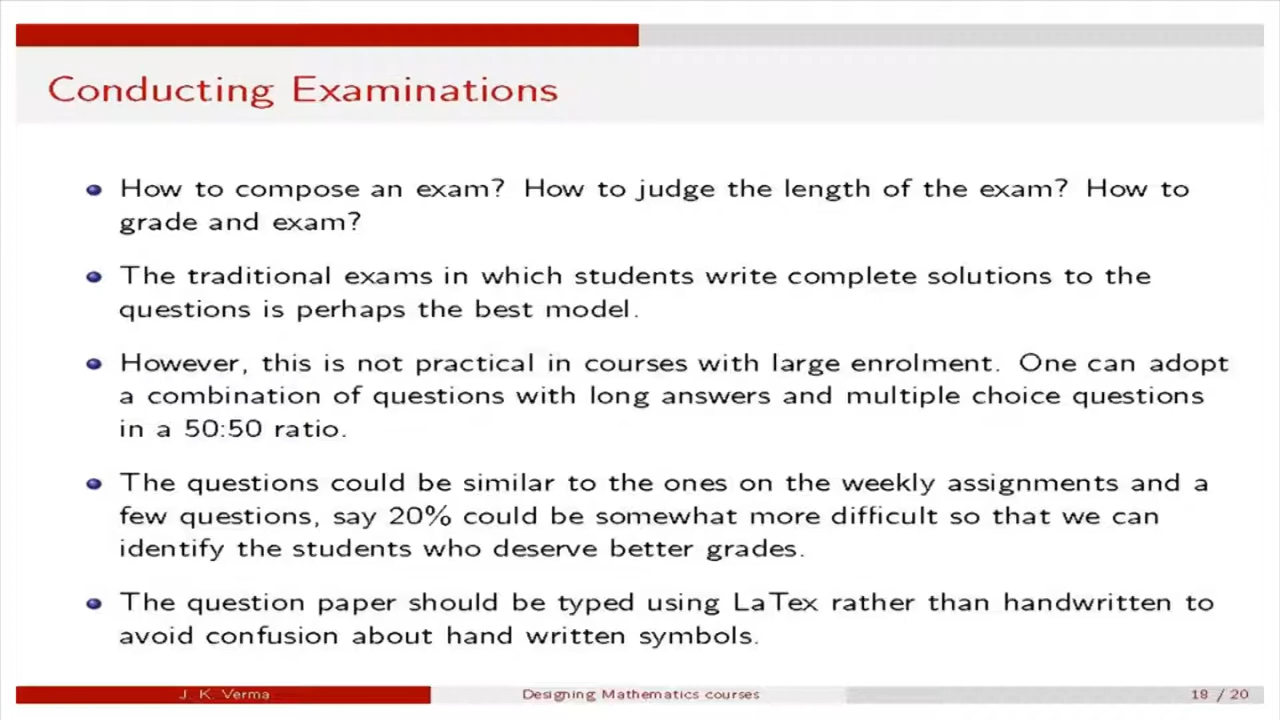 Conducting Examinations
How to compose an exam? How to judge the length of the exam? How to
grade and exam?
The traditional exams in which students write complete solutions to the
questions is perhaps the best model.
However, this is not practical in courses with large enrolment. One can adopt
a combination of questions with long answers and multiple choice questions
in a 50:50 ratio.
The questions could be similar to the ones on the weekly assignments and a
few questions, say 20% could be somewhat more difficult so that we can
identify the students who deserve better grades.
The question paper should be typed using LaTex rather than handwritten to
avoid confusion about hand written symbols.
J. K. Verma Designing Mathematics courses 18 / 20